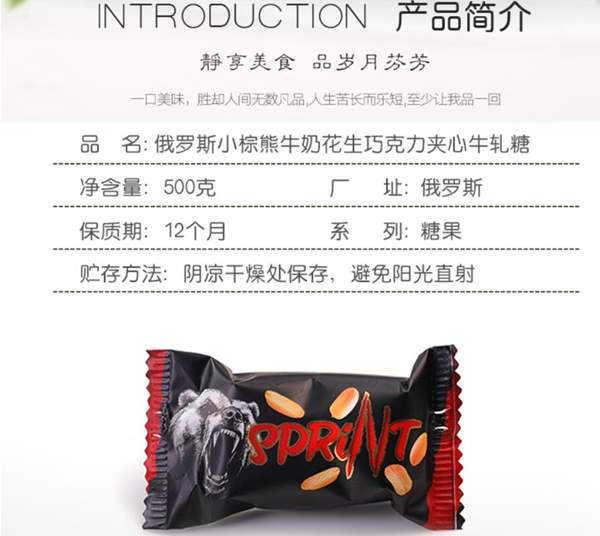 INTRODUCTION 产品简介
靜享美食 品岁月芬芳
一口美味，胜却人间无数凡品,人生苦长而乐短,至少让我品一回
品 名: 俄罗斯小棕熊牛奶花生巧克力夹心牛轧糖
净含量: 500克 厂 址: 俄罗斯
保质期: 12个月 系 列: 糖果
贮存方法: 阴凉干燥处保存，避免阳光直射
SPRiNT